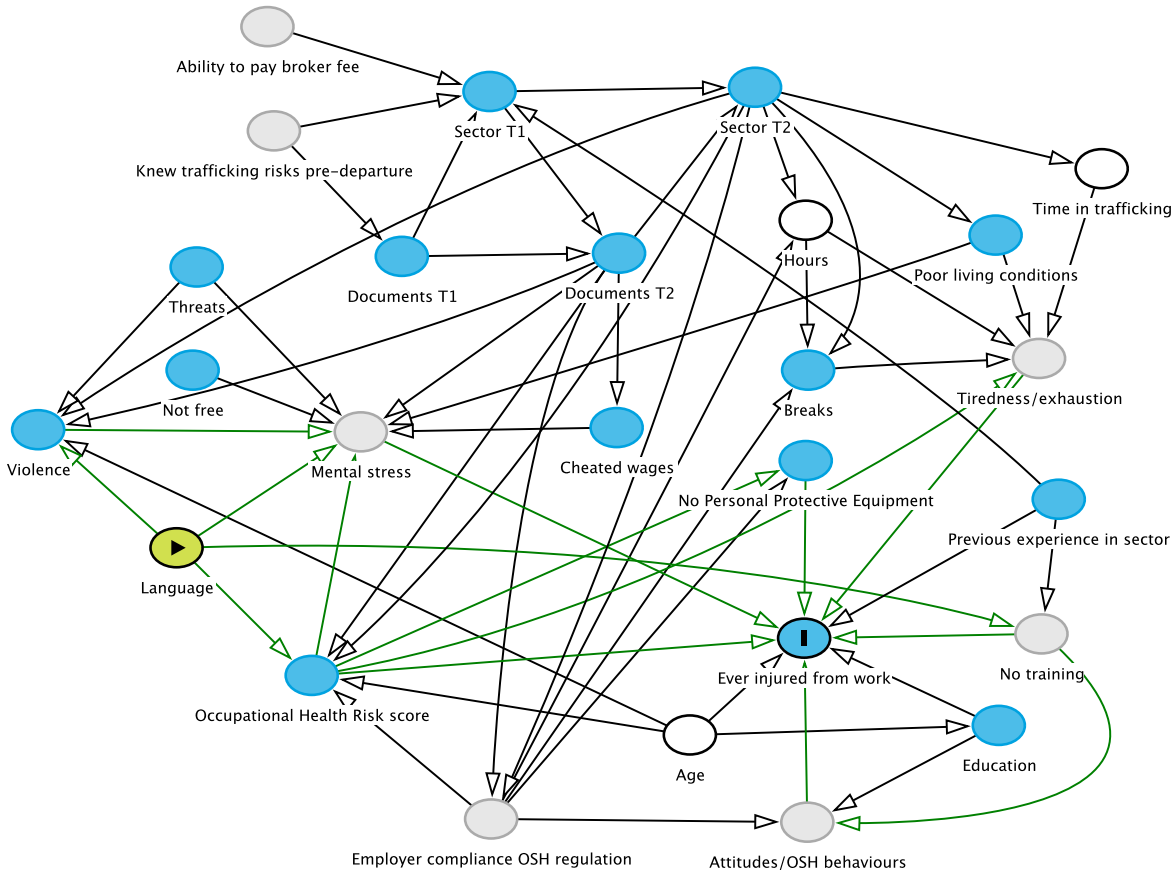 Ability to pay broker fee
Sector T1
Sector T2
Knew trafficking risks pre-departure
Time in trafficking
Hours
Poor living conditions
Documents T1
Documents T2
Threats
Tiredness/exhaustion
Not free
Breaks
Violence
Mental stress
Cheated wages
No Personal Protective Equipment
Previous experience in sector
Language
Ever injured from work
No training
Occupational Health Risk score
Age
Education
Employer compliance OSH regulation
Attitudes/OSH behaviours